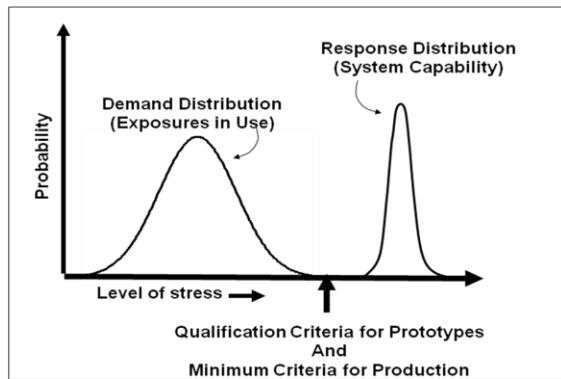 Response Distribution
(System Capability)
Demand Distribution
(Exposures in Use)
Probability
Level of stress
Qualification Criteria for Prototypes
And
Minimum Criteria for Production